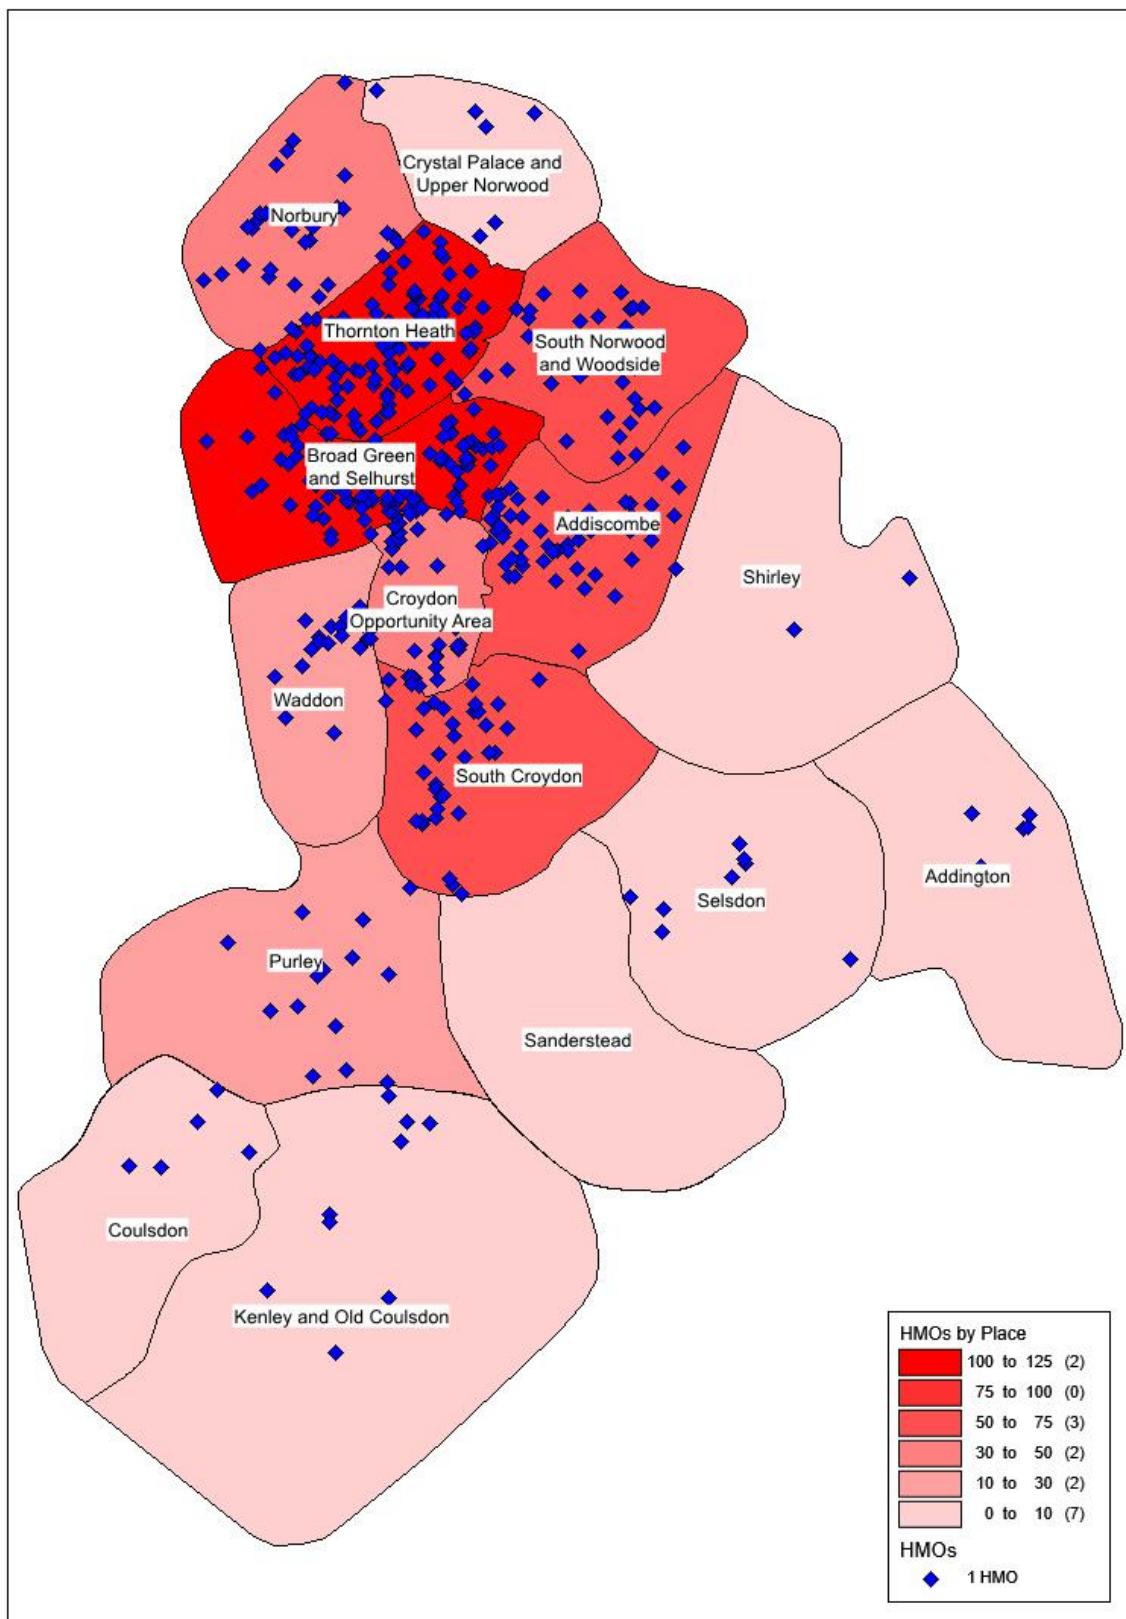 Crystal Palace and
Upper Norwood
Norbury
Thornton Heath
South Norwood
and Woodside
Broad Green
and Selhurst
Addiscombe
Shirley
Croydon
Opportunity Area
Waddon
South Croydon
Addington
Selsdon
Purley
Sanderstead
Coulsdon
Kenley and Old Coulsdon
HMOs by Place
100 to 125 (2)
75 to 100 (0)
50 to 75 (3)
30 to 50 (2)
10 to 30 (2)
0 to 10 (7)
HMOs
1 HMO